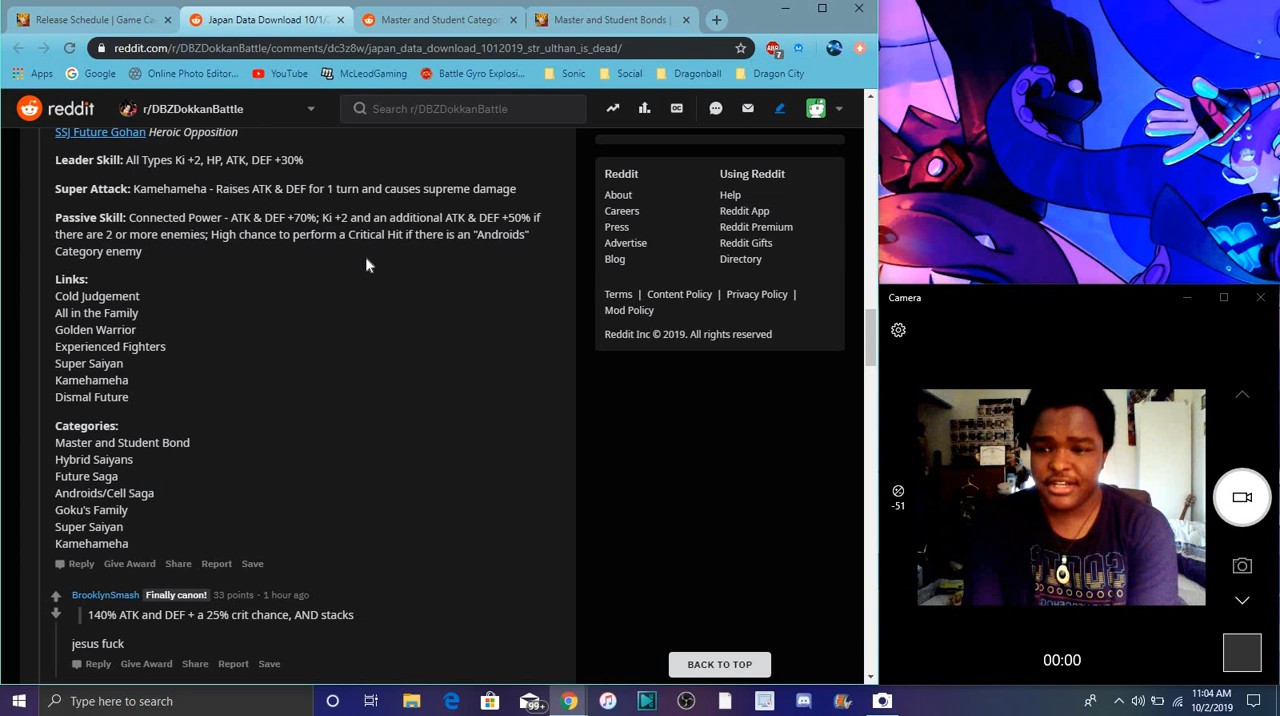 Release Schedule | Game Ca
Japan Data Download 10/1/2
Master and Student Categor
Master and Student Bonds |
reddit.com/r/DBZDokkanBattle/comments/dc3z8w/japan_data_download_1012019_str_ulthan_is_dead/
Apps
Google
Online Photo Editor...
YouTube
McLeodGaming
Battle Gyro Explosi...
Sonic
Social
Dragonball
Dragon City
reddit
r/DBZDokkanBattle
Search r/DBZDokkanBattle
SSJ Future Gohan Heroic Opposition
Leader Skill: All Types Ki +2, HP, ATK, DEF +30%
Super Attack: Kamehameha - Raises ATK & DEF for 1 turn and causes supreme damage
Passive Skill: Connected Power - ATK & DEF +70%; Ki +2 and an additional ATK & DEF +50% if
there are 2 or more enemies; High chance to perform a Critical Hit if there is an "Androids"
Category enemy
Links:
Cold Judgement
All in the Family
Golden Warrior
Experienced Fighters
Super Saiyan
Kamehameha
Dismal Future
Categories:
Master and Student Bond
Hybrid Saiyans
Future Saga
Androids/Cell Saga
Goku's Family
Super Saiyan
Kamehameha
Reply Give Award Share Report Save
BrooklynSmash Finally canon! 33 points · 1 hour ago
140% ATK and DEF + a 25% crit chance, AND stacks
jesus fuck
Reply Give Award Share Report Save
Reddit
Using Reddit
About
Help
Careers
Reddit App
Press
Reddit Premium
Advertise
Reddit Gifts
Blog
Directory
Terms | Content Policy | Privacy Policy |
Mod Policy
Reddit Inc © 2019. All rights reserved
BACK TO TOP
Camera
-51
00:00
Type here to search
99+
11:04 AM
10/2/2019